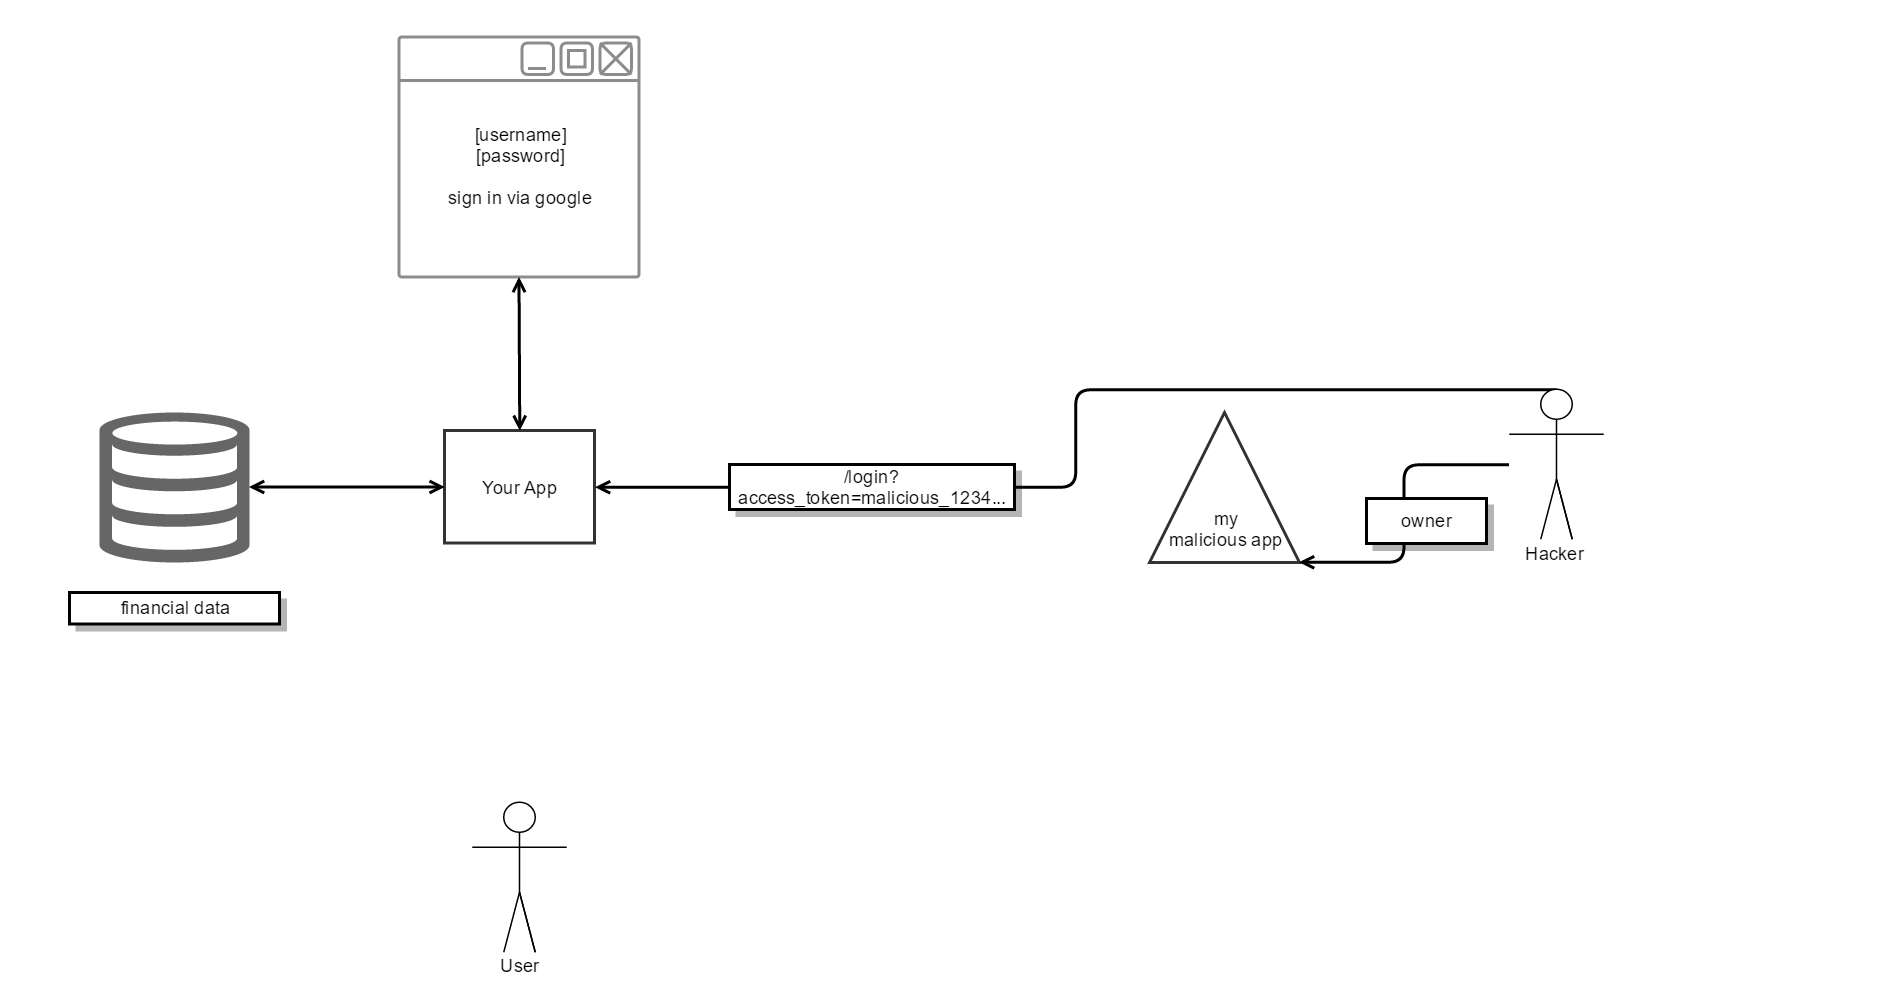 [username]
[password]
sign in via google
Your App
/login?
access_token=malicious_1234...
my
malicious app
owner
Hacker
financial data
User